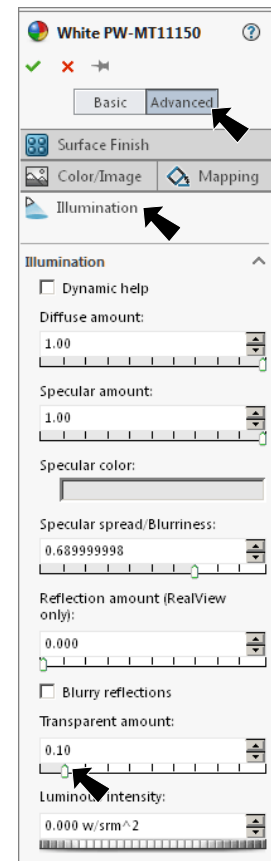 White PW-MT11150
Basic Advanced
Surface Finish
Color/Image Mapping
Illumination
Illumination
Dynamic help
Diffuse amount:
1.00
Specular amount:
1.00
Specular color:
Specular spread/Blurriness:
0.689999998
Reflection amount (RealView
only):
0.000
Blurry reflections
Transparent amount:
0.10
Luminous intensity:
0.000 w/srm^2